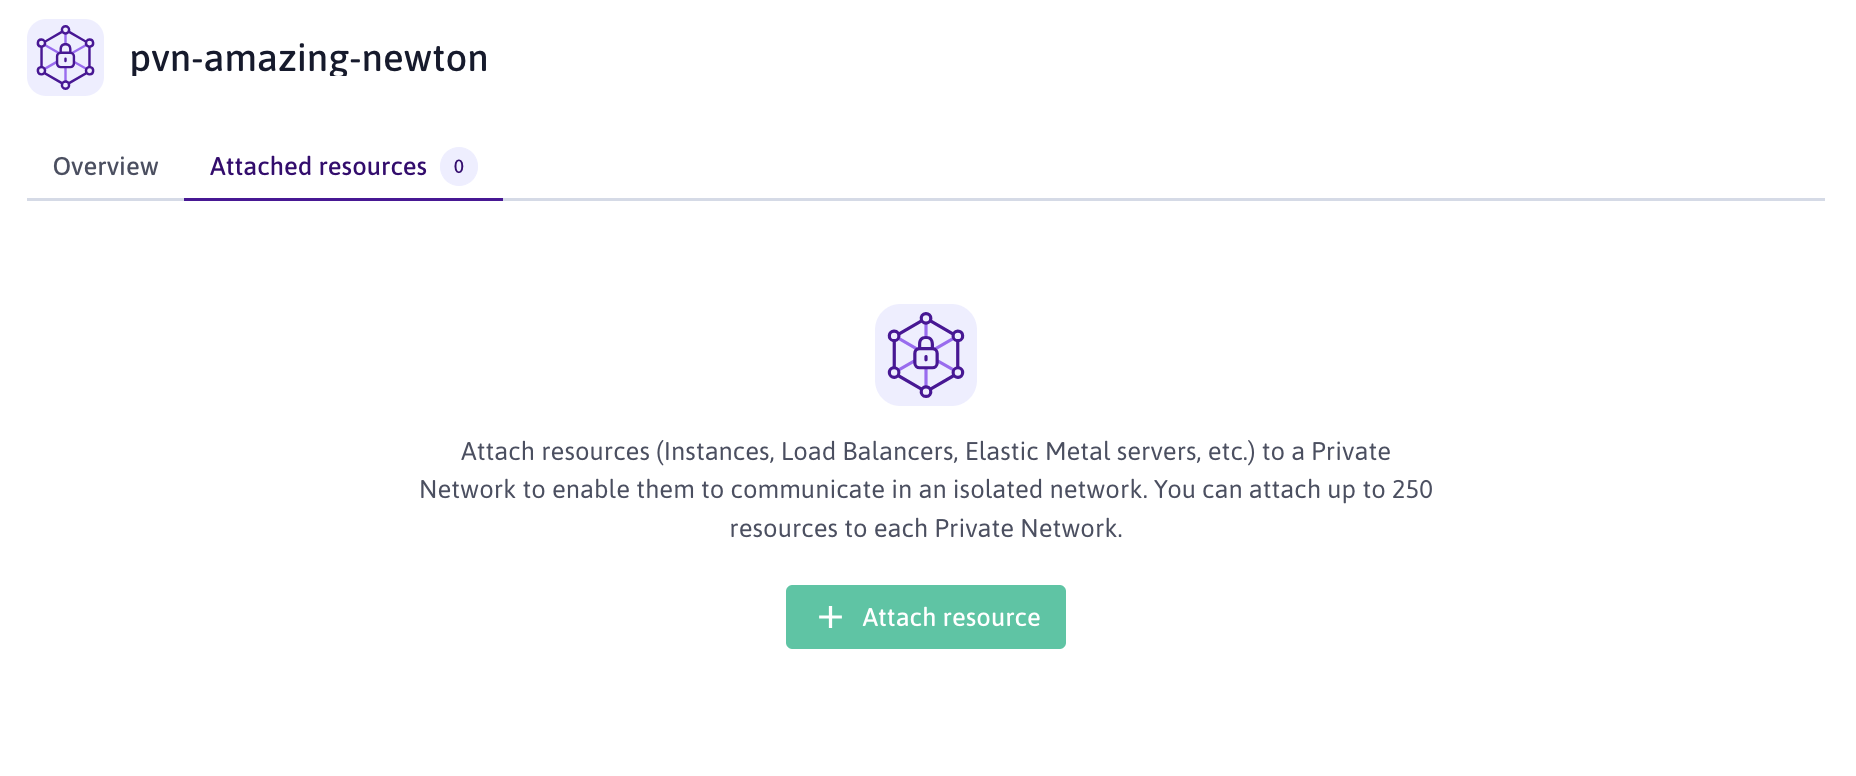 pvn-amazing-newton
Overview
Attached resources 0
Attach resources (Instances, Load Balancers, Elastic Metal servers, etc.) to a Private
Network to enable them to communicate in an isolated network. You can attach up to 250
resources to each Private Network.
+ Attach resource